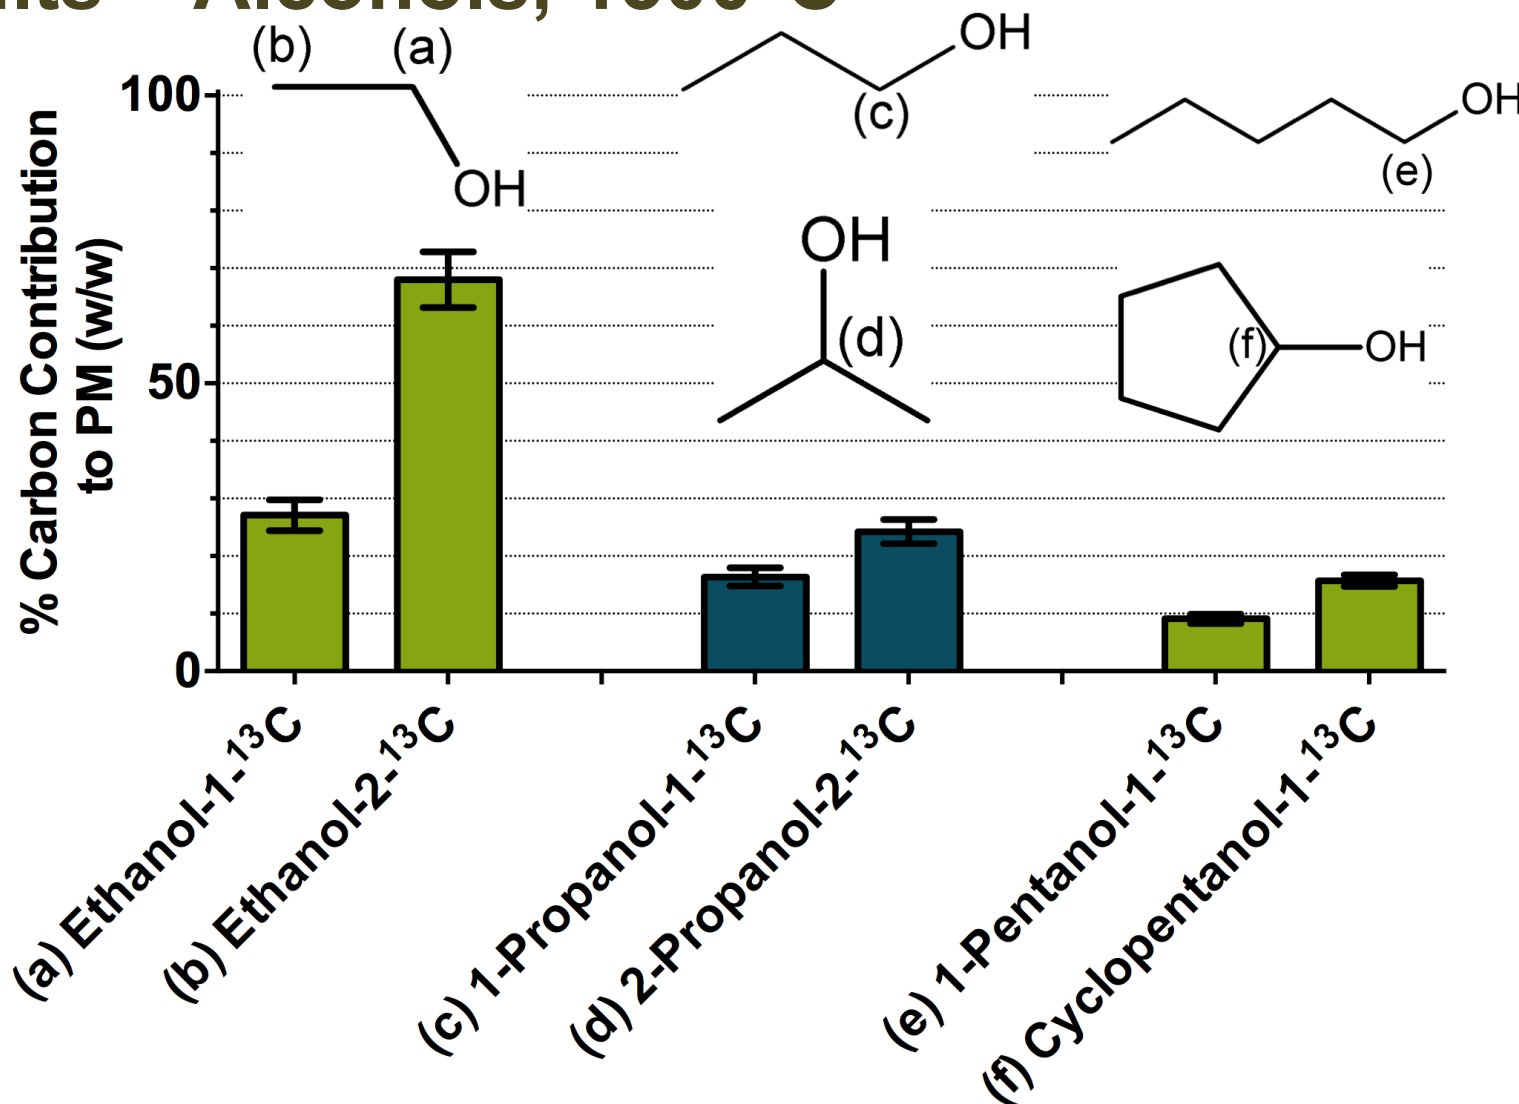 (b) (a)
OH
OH
(c)
OH
(e)
OH
(d)
(f) OH
100
50
0
% Carbon Contribution
to PM (w/w)
(a) Ethanol-1-¹³C
(b) Ethanol-2-¹³C
(c) 1-Propanol-1-¹³C
(d) 2-Propanol-2-¹³C
(e) 1-Pentanol-1-¹³C
(f) Cyclopentanol-1-¹³C